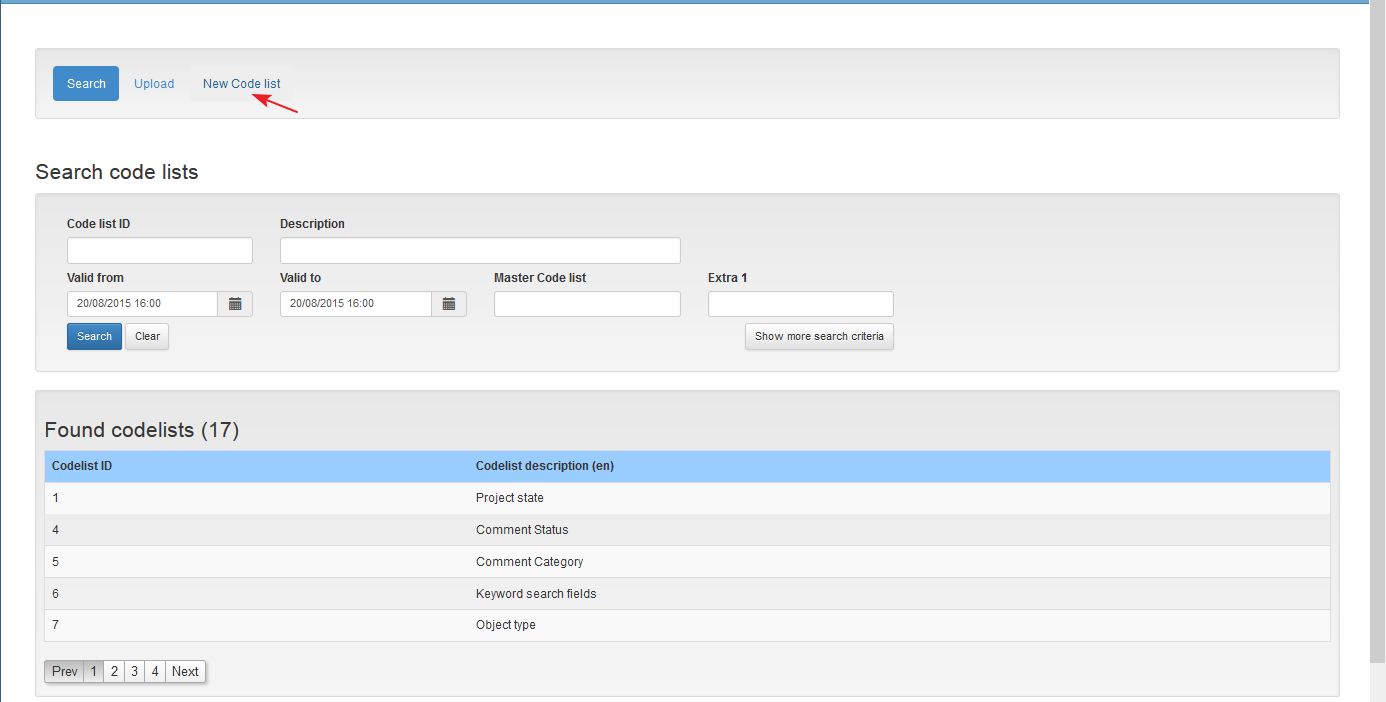 Search Upload New Code list
Search code lists
Code list ID Description
Valid from Valid to Master Code list Extra 1
20/08/2015 16:00 20/08/2015 16:00
Search Clear Show more search criteria
Found codelists (17)
Codelist ID Codelist description (en)
1 Project state
4 Comment Status
5 Comment Category
6 Keyword search fields
7 Object type
Prev 1 2 3 4 Next